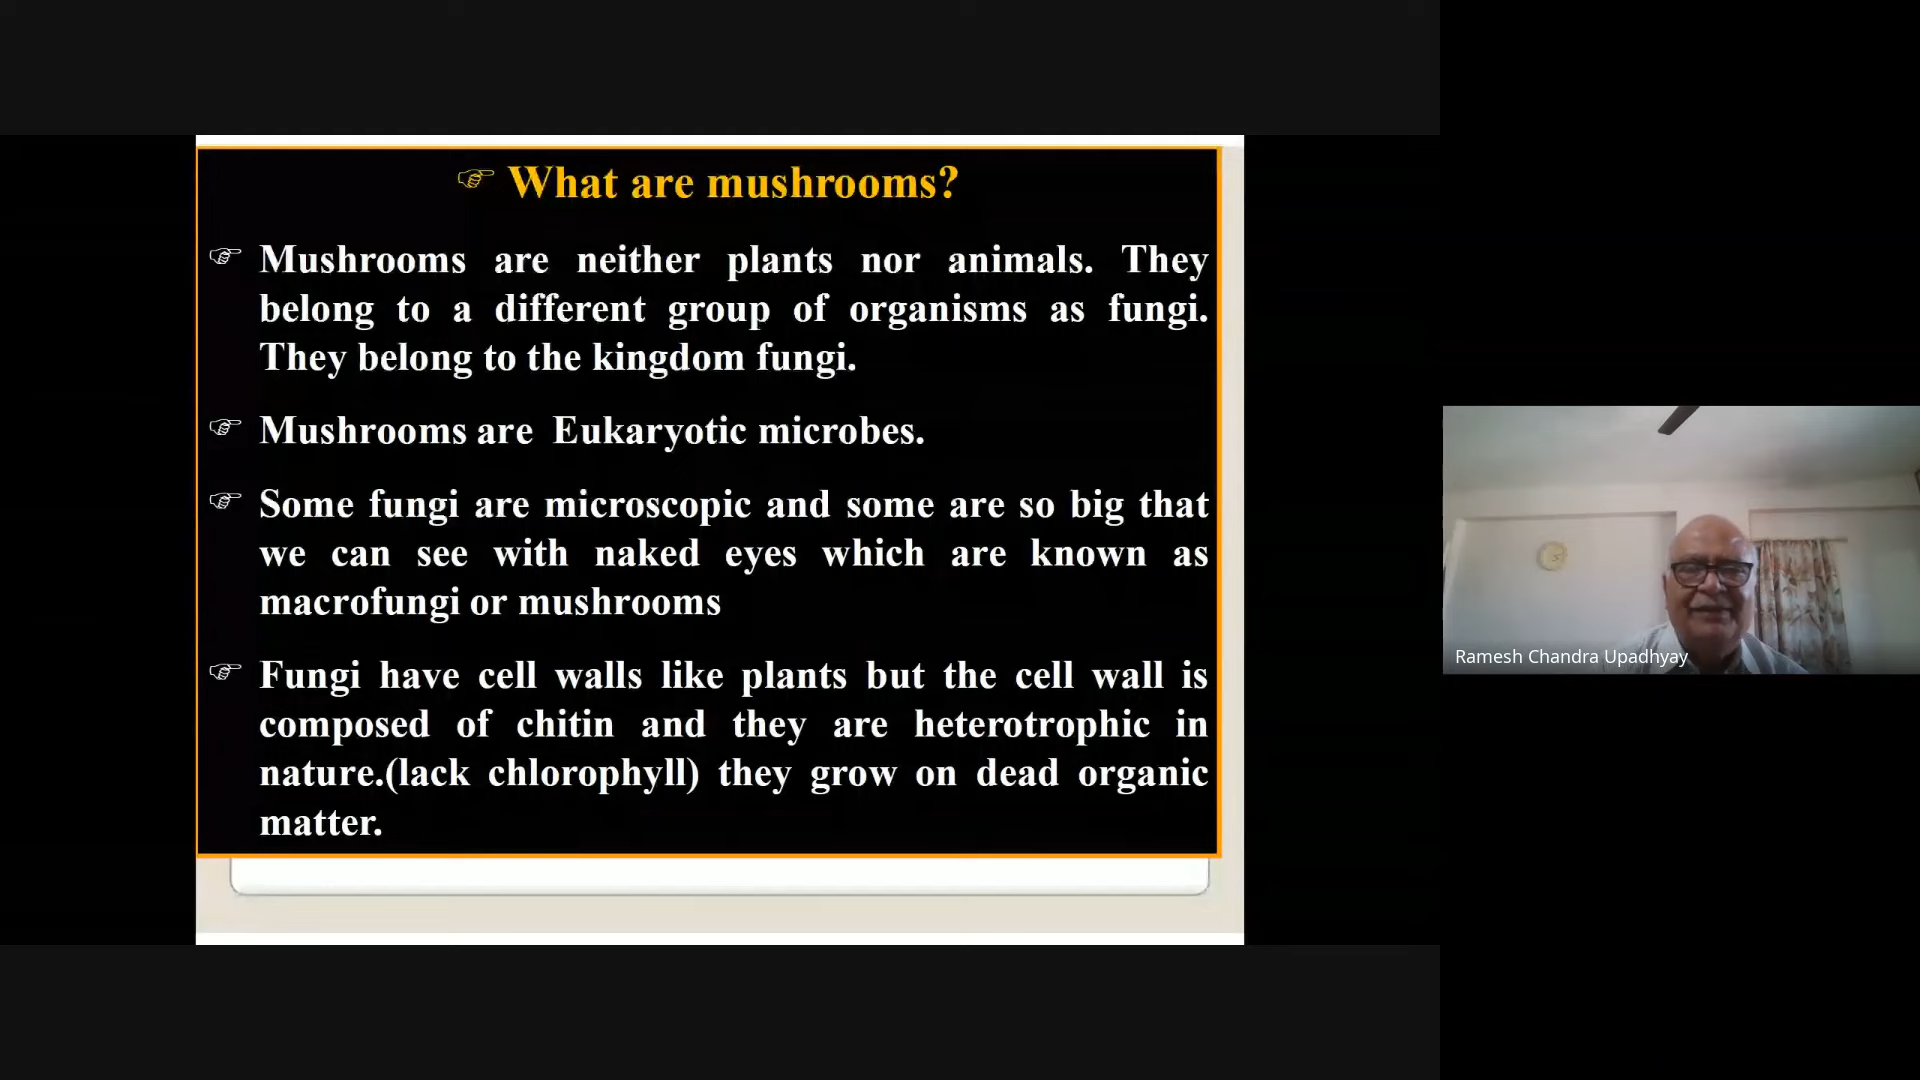 ☞ What are mushrooms?
☞ Mushrooms are neither plants nor animals. They
belong to a different group of organisms as fungi.
They belong to the kingdom fungi.
☞ Mushrooms are Eukaryotic microbes.
☞ Some fungi are microscopic and some are so big that
we can see with naked eyes which are known as
macrofungi or mushrooms
☞ Fungi have cell walls like plants but the cell wall is
composed of chitin and they are heterotrophic in
nature.(lack chlorophyll) they grow on dead organic
matter.
Ramesh Chandra Upadhyay